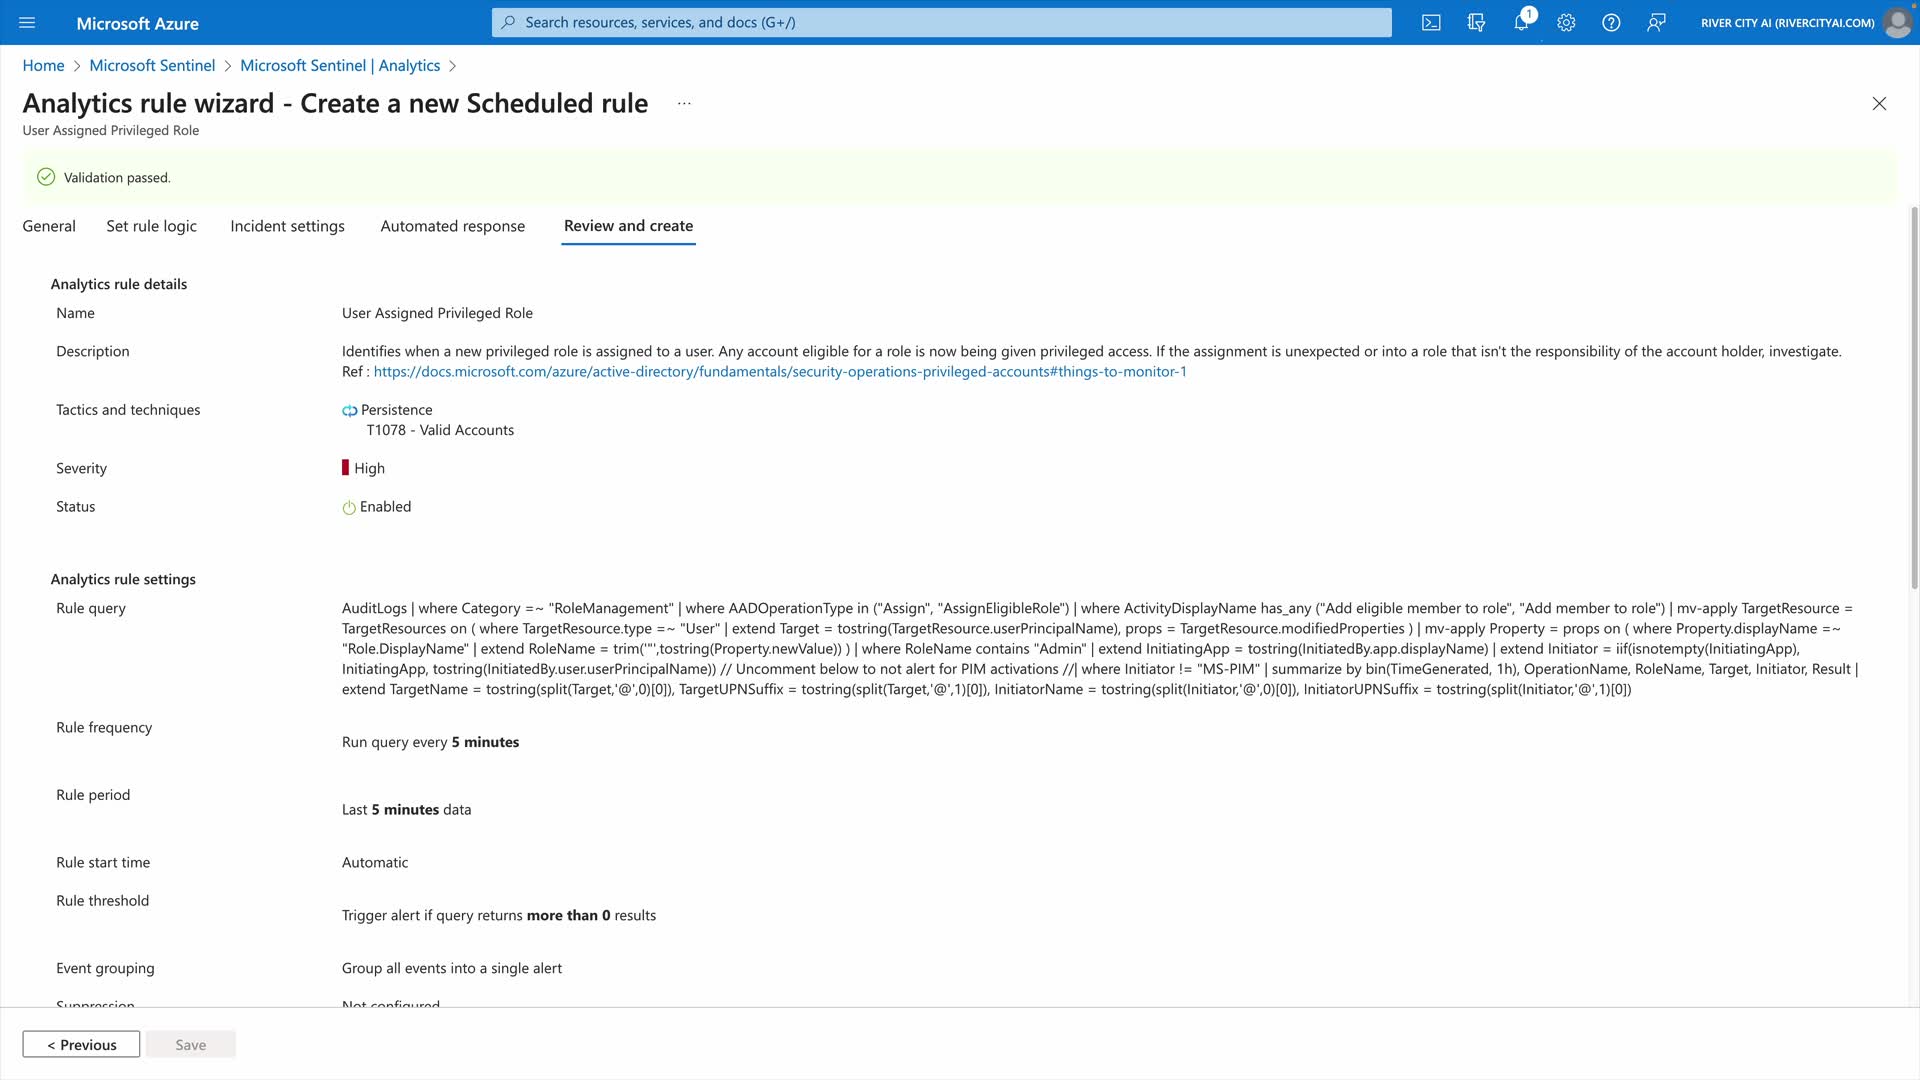 Microsoft Azure
Search resources, services, and docs (G+/)
1
RIVER CITY AI (RIVERCITYAI.COM)
Home > Microsoft Sentinel > Microsoft Sentinel | Analytics >
Analytics rule wizard - Create a new Scheduled rule ...
User Assigned Privileged Role
Validation passed.
General Set rule logic Incident settings Automated response Review and create
Analytics rule details
Name User Assigned Privileged Role
Description Identifies when a new privileged role is assigned to a user. Any account eligible for a role is now being given privileged access. If the assignment is unexpected or into a role that isn't the responsibility of the account holder, investigate.
Ref : https://docs.microsoft.com/azure/active-directory/fundamentals/security-operations-privileged-accounts#things-to-monitor-1
Tactics and techniques Persistence
T1078 - Valid Accounts
Severity High
Status Enabled
Analytics rule settings
Rule query AuditLogs | where Category =~ "RoleManagement" | where AADOperationType in ("Assign", "AssignEligibleRole") | where ActivityDisplayName has_any ("Add eligible member to role", "Add member to role") | mv-apply TargetResource =
TargetResources on ( where TargetResource.type =~ "User" | extend Target = tostring(TargetResource.userPrincipalName), props = TargetResource.modifiedProperties ) | mv-apply Property = props on ( where Property.displayName =~
"Role.DisplayName" | extend RoleName = trim('"',tostring(Property.newValue)) ) | where RoleName contains "Admin" | extend InitiatingApp = tostring(InitiatedBy.app.displayName) | extend Initiator = iif(isnotempty(InitiatingApp),
InitiatingApp, tostring(InitiatedBy.user.userPrincipalName)) // Uncomment below to not alert for PIM activations //| where Initiator != "MS-PIM" | summarize by bin(TimeGenerated, 1h), OperationName, RoleName, Target, Initiator, Result |
extend TargetName = tostring(split(Target,'@',0)[0]), TargetUPNSuffix = tostring(split(Target,'@',1)[0]), InitiatorName = tostring(split(Initiator,'@',0)[0]), InitiatorUPNSuffix = tostring(split(Initiator,'@',1)[0])
Rule frequency
Run query every 5 minutes
Rule period
Last 5 minutes data
Rule start time Automatic
Rule threshold
Trigger alert if query returns more than 0 results
Event grouping Group all events into a single alert
Suppression Not configured
< Previous Save